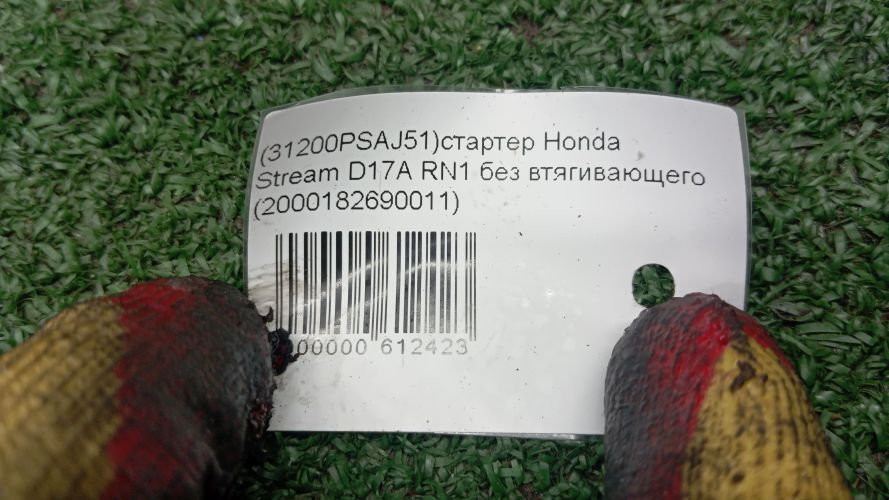 (31200PSAJ51)стартер Honda
Stream D17A RN1 без втягивающего
(2000182690011)
00000 612423